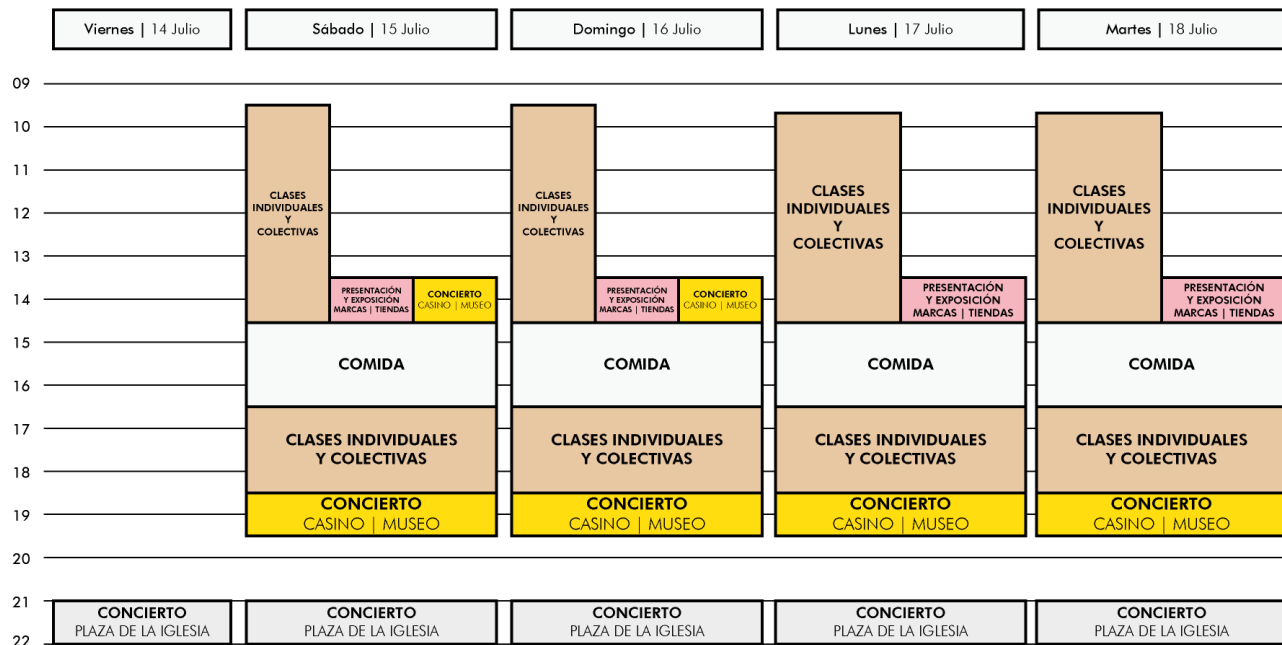 Viernes | 14 Julio
Sábado | 15 Julio
Domingo | 16 Julio
Lunes | 17 Julio
Martes | 18 Julio
09
10
11
12
13
14
15
16
17
18
19
20
21
22
CONCIERTO
PLAZA DE LA IGLESIA
CLASES
INDIVIDUALES
Y
COLECTIVAS
PRESENTACIÓN
Y EXPOSICIÓN
MARCAS | TIENDAS
CONCIERTO
CASINO | MUSEO
COMIDA
CLASES INDIVIDUALES
Y COLECTIVAS
CONCIERTO
CASINO | MUSEO
CONCIERTO
PLAZA DE LA IGLESIA
CLASES
INDIVIDUALES
Y
COLECTIVAS
PRESENTACIÓN
Y EXPOSICIÓN
MARCAS | TIENDAS
CONCIERTO
CASINO | MUSEO
COMIDA
CLASES INDIVIDUALES
Y COLECTIVAS
CONCIERTO
CASINO | MUSEO
CONCIERTO
PLAZA DE LA IGLESIA
CLASES
INDIVIDUALES
Y
COLECTIVAS
PRESENTACIÓN
Y EXPOSICIÓN
MARCAS | TIENDAS
COMIDA
CLASES INDIVIDUALES
Y COLECTIVAS
CONCIERTO
CASINO | MUSEO
CONCIERTO
PLAZA DE LA IGLESIA
CLASES
INDIVIDUALES
Y
COLECTIVAS
PRESENTACIÓN
Y EXPOSICIÓN
MARCAS | TIENDAS
COMIDA
CLASES INDIVIDUALES
Y COLECTIVAS
CONCIERTO
CASINO | MUSEO
CONCIERTO
PLAZA DE LA IGLESIA